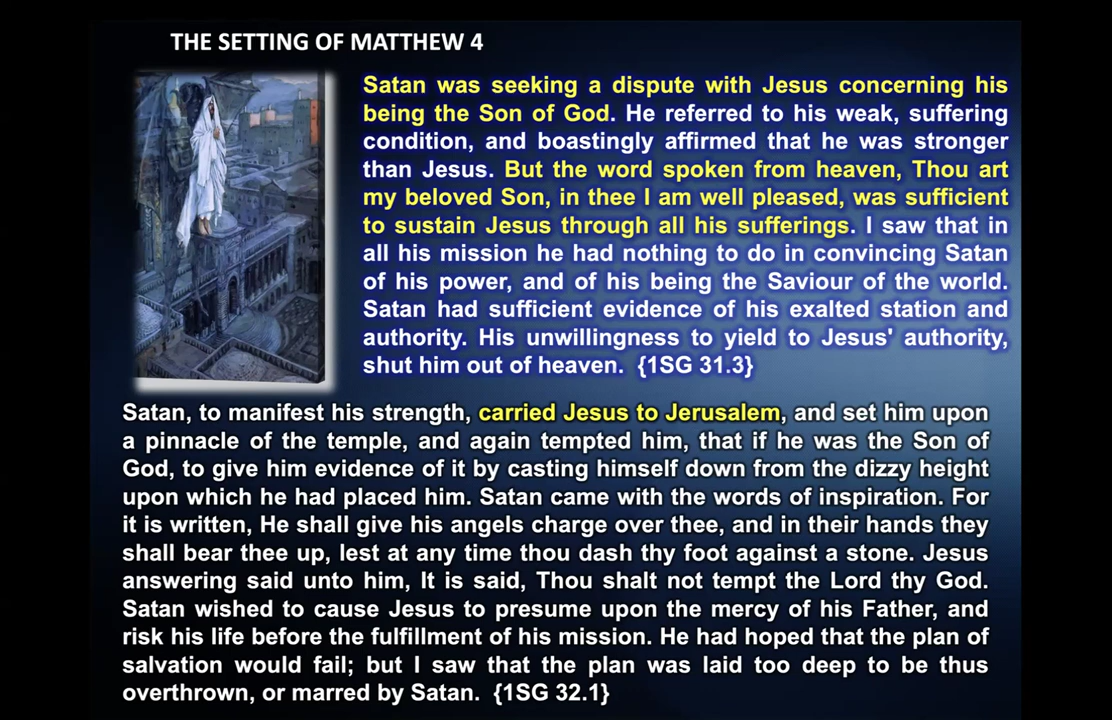 THE SETTING OF MATTHEW 4
Satan was seeking a dispute with Jesus concerning his
being the Son of God. He referred to his weak, suffering
condition, and boastingly affirmed that he was stronger
than Jesus. But the word spoken from heaven, Thou art
my beloved Son, in thee I am well pleased, was sufficient
to sustain Jesus through all his sufferings. I saw that in
all his mission he had nothing to do in convincing Satan
of his power, and of his being the Saviour of the world.
Satan had sufficient evidence of his exalted station and
authority. His unwillingness to yield to Jesus' authority,
shut him out of heaven. {1SG 31.3}
Satan, to manifest his strength, carried Jesus to Jerusalem, and set him upon
a pinnacle of the temple, and again tempted him, that if he was the Son of
God, to give him evidence of it by casting himself down from the dizzy height
upon which he had placed him. Satan came with the words of inspiration. For
it is written, He shall give his angels charge over thee, and in their hands they
shall bear thee up, lest at any time thou dash thy foot against a stone. Jesus
answering said unto him, It is said, Thou shalt not tempt the Lord thy God.
Satan wished to cause Jesus to presume upon the mercy of his Father, and
risk his life before the fulfillment of his mission. He had hoped that the plan of
salvation would fail; but I saw that the plan was laid too deep to be thus
overthrown, or marred by Satan. {1SG 32.1}